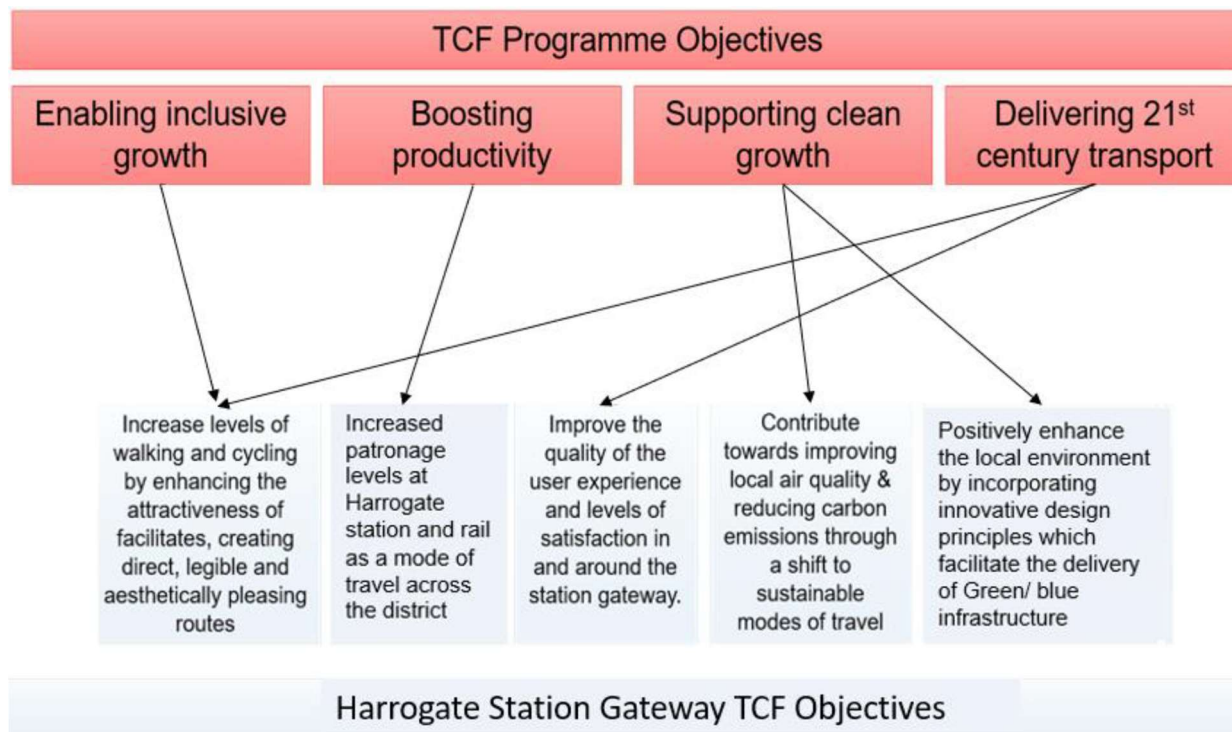 TCF Programme Objectives
Enabling inclusive
growth
Boosting
productivity
Supporting clean
growth
Delivering 21st
century transport
Increase levels of
walking and cycling
by enhancing the
attractiveness of
facilitates, creating
direct, legible and
aesthetically pleasing
routes
Increased
patronage
levels at
Harrogate
station and rail
as a mode of
travel across
the district
Improve the
quality of the
user experience
and levels of
satisfaction in
and around the
station gateway.
Contribute
towards improving
local air quality &
reducing carbon
emissions through
a shift to
sustainable
modes of travel
Positively enhance
the local environment
by incorporating
innovative design
principles which
facilitate the delivery
of Green/ blue
infrastructure
Harrogate Station Gateway TCF Objectives